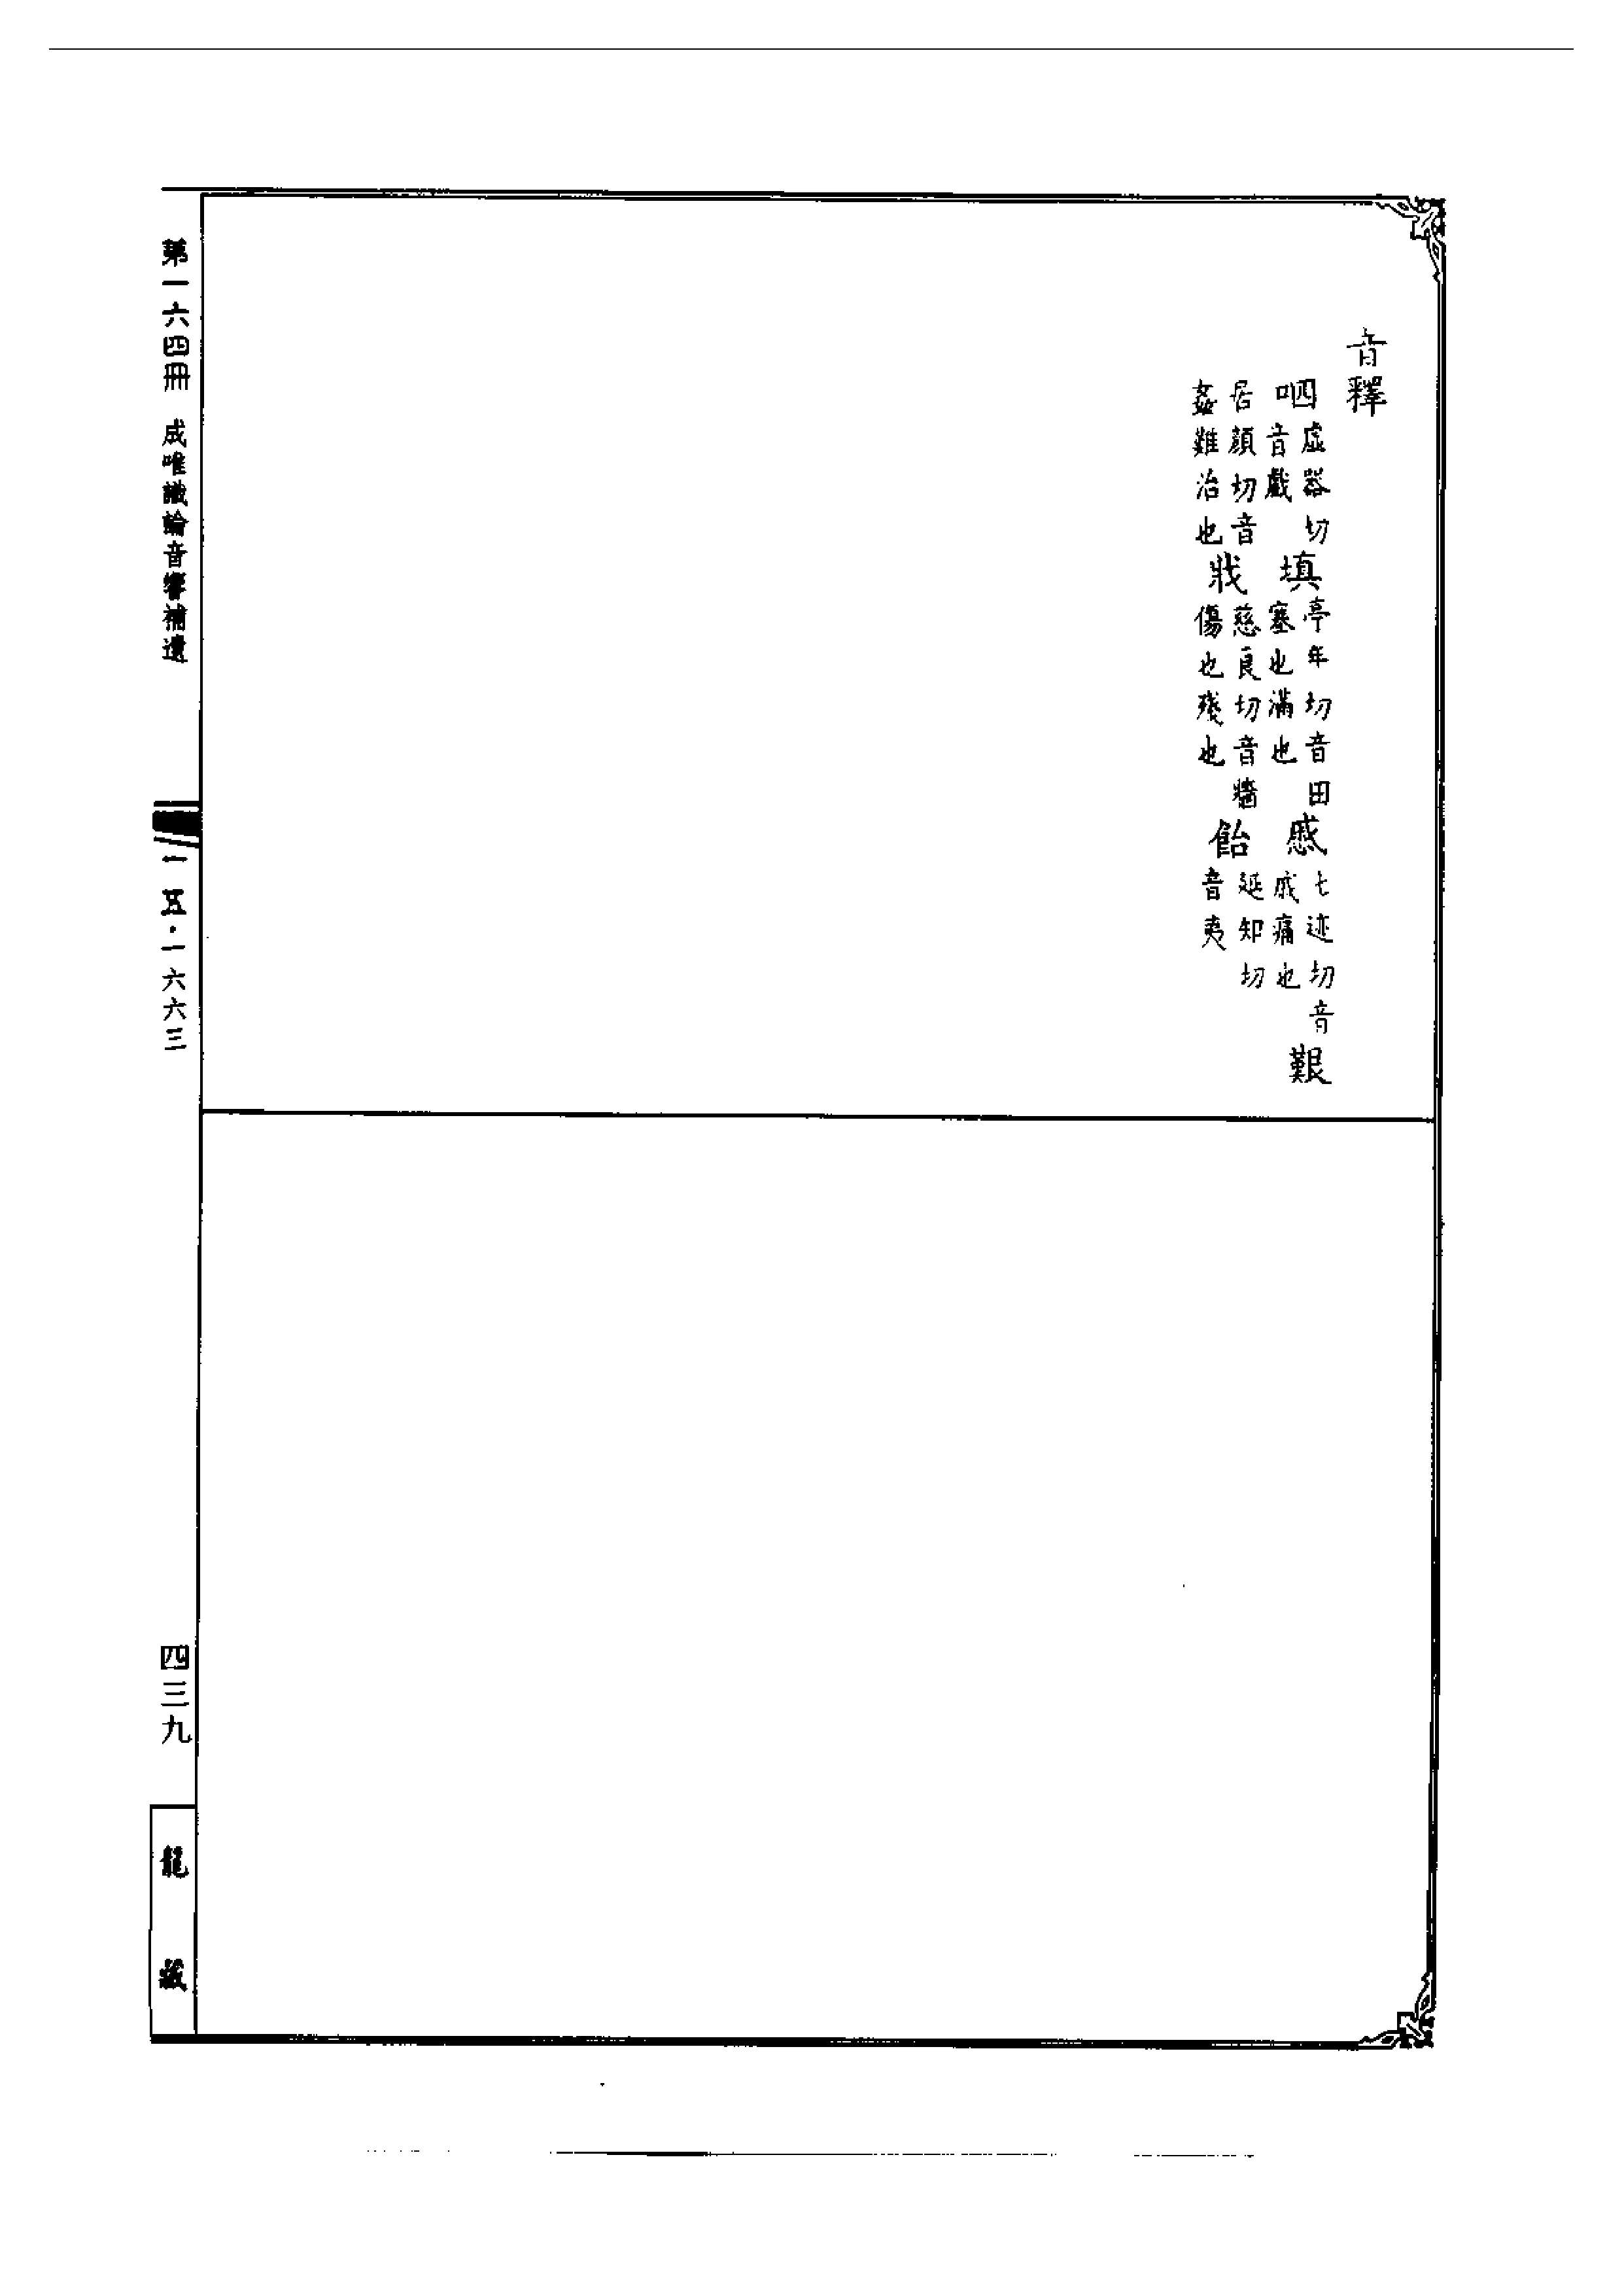 音釋
呬虛器切音戲填亭年切音田塞也滿也慼七迹切音戚痛也艱
居顏切音姦難治也戕慈良切音牆傷也殘也飴延知切音夷
第一六四冊 成唯識論音響補遺 一五·一六六三 四三九 龍藏